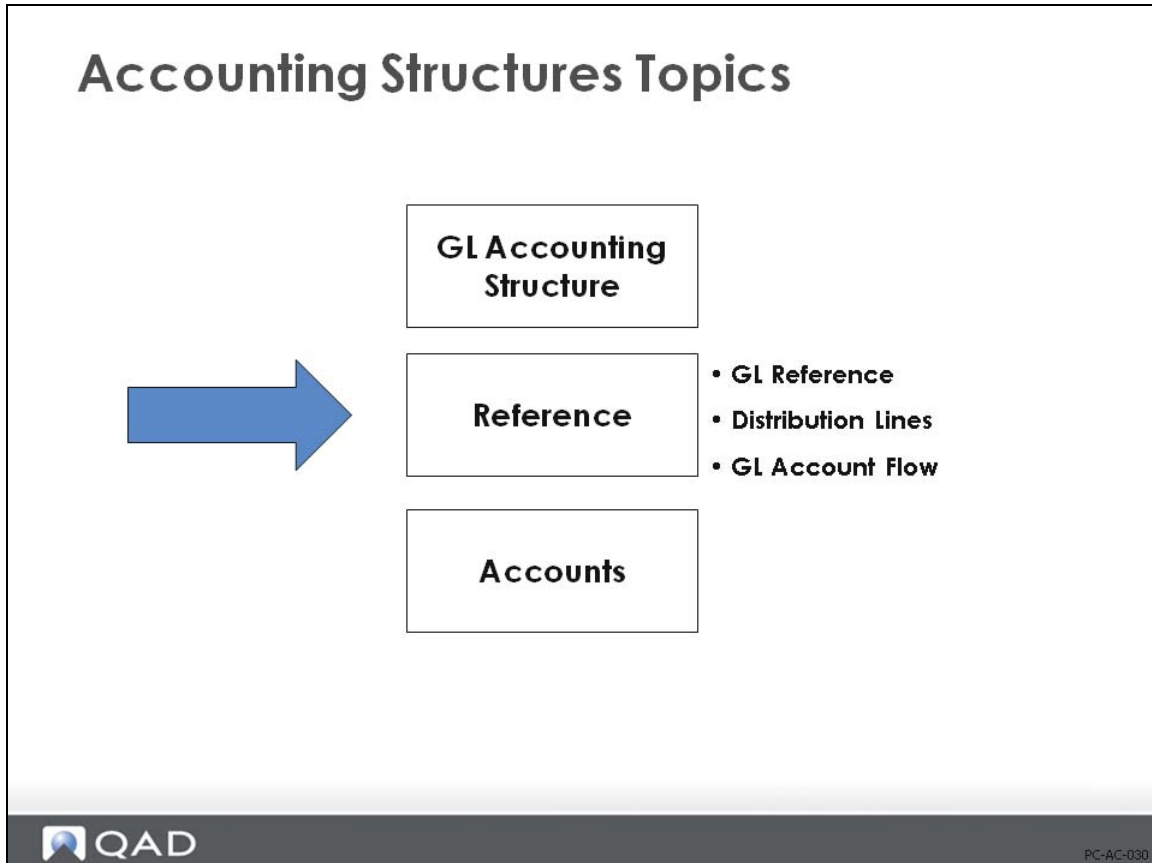 Accounting Structures Topics
GL Accounting
Structure
Reference
• GL Reference
• Distribution Lines
• GL Account Flow
Accounts
QAD
PC-AC-030